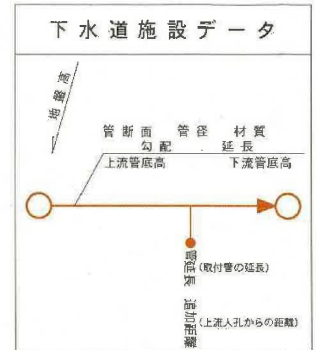 下水道施設データ
地盤高
管断面 管径 材質
勾配 . 延長
上流管底高 下流管底高
管延長 (取付管の延長)
追加距離 (上流人孔からの距離)